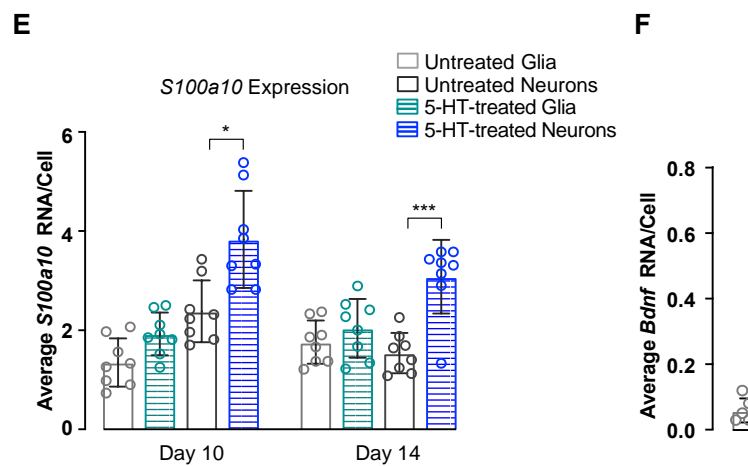 E
F
S100a10 Expression
Untreated Glia
Untreated Neurons
5-HT-treated Glia
5-HT-treated Neurons
Average S100a10 RNA/Cell
6
4
2
0
*
***
Day 10
Day 14
Average Bdnf RNA/Cell
0.8
0.6
0.4
0.2
0.0